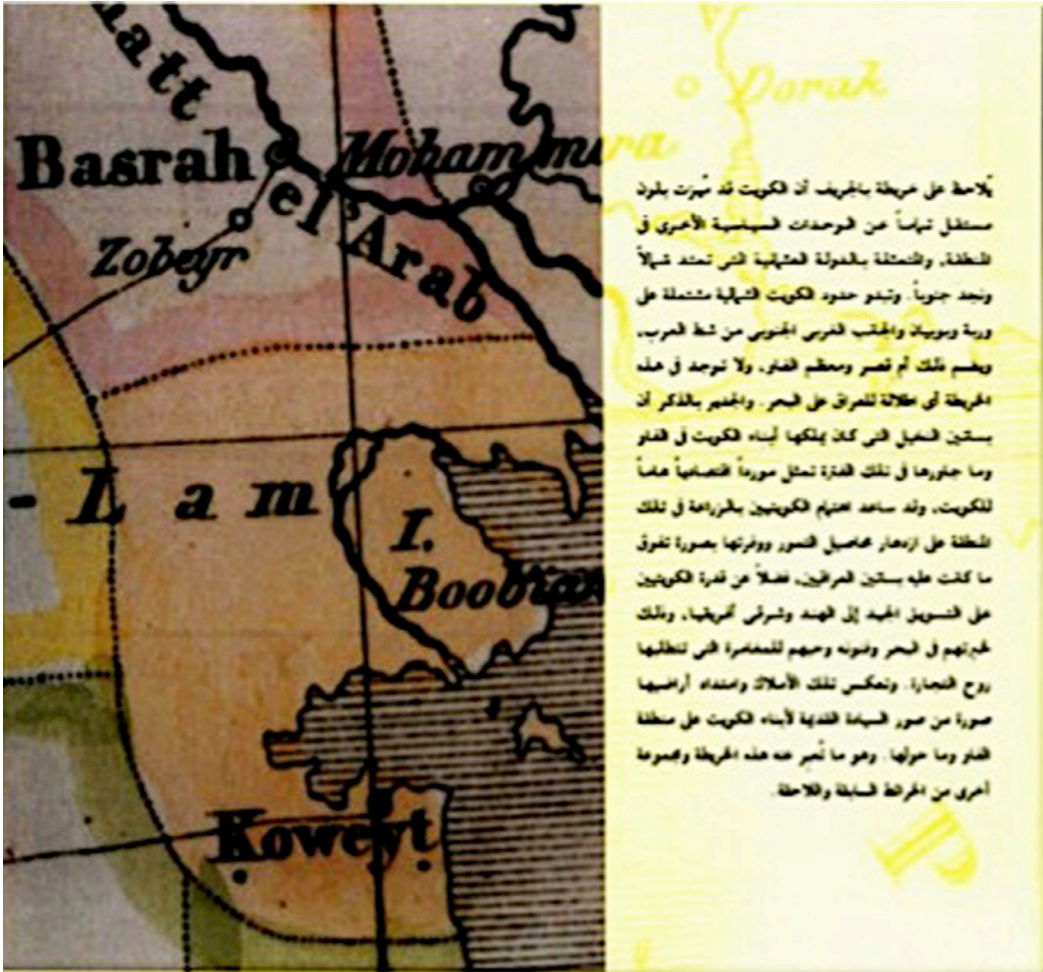 hatt
el'Arab
Basrah
Mohammira
Zobeyr
Dorak
- Lam
I.
Boobian
Koweyt
P
يُلاحظ على خريطة بالجريف أن الكويت قد مُيزت بلون
مستقل تماماً عن الوحدات السياسية الأخرى في
المنطقة، والمتمثلة بالدولة العثمانية التي تمتد شمالاً
ونجد جنوباً. وتبدو حدود الكويت الشمالية مشتملة على
وربة وبوبيان والجانب الغربي الجنوبي من شط العرب،
ويضم ذلك أم قصر ومعظم الفاو، ولا توجد في هذه
الخريطة أي اطلالة للعراق على البحر. والجدير بالذكر أن
بساتين النخيل التي كان يملكها أبناء الكويت في الفاو
وما جاورها في تلك الفترة تمثل مورداً اقتصادياً هاماً
للكويت، وقد ساعد اهتمام الكويتيين بالزراعة في تلك
المنطقة على ازدهار محاصيل التمور ووفرتها بصورة تفوق
ما كانت عليه بساتين العراقيين، فضلاً عن قدرة الكويتيين
على التسويق الجيد إلى الهند وشرقي أفريقيا، وذلك
لخبرتهم في البحر وفنونه وحبهم للمغامرة التي تتطلبها
روح التجارة. وتعكس تلك الأملاك وامتداد أراضيها
صورة من صور السيادة القديمة لأبناء الكويت على منطقة
الفاو وما حولها. وهو ما تُعبر عنه هذه الخريطة ومجموعة
أخرى من الخرائط السابقة واللاحقة.